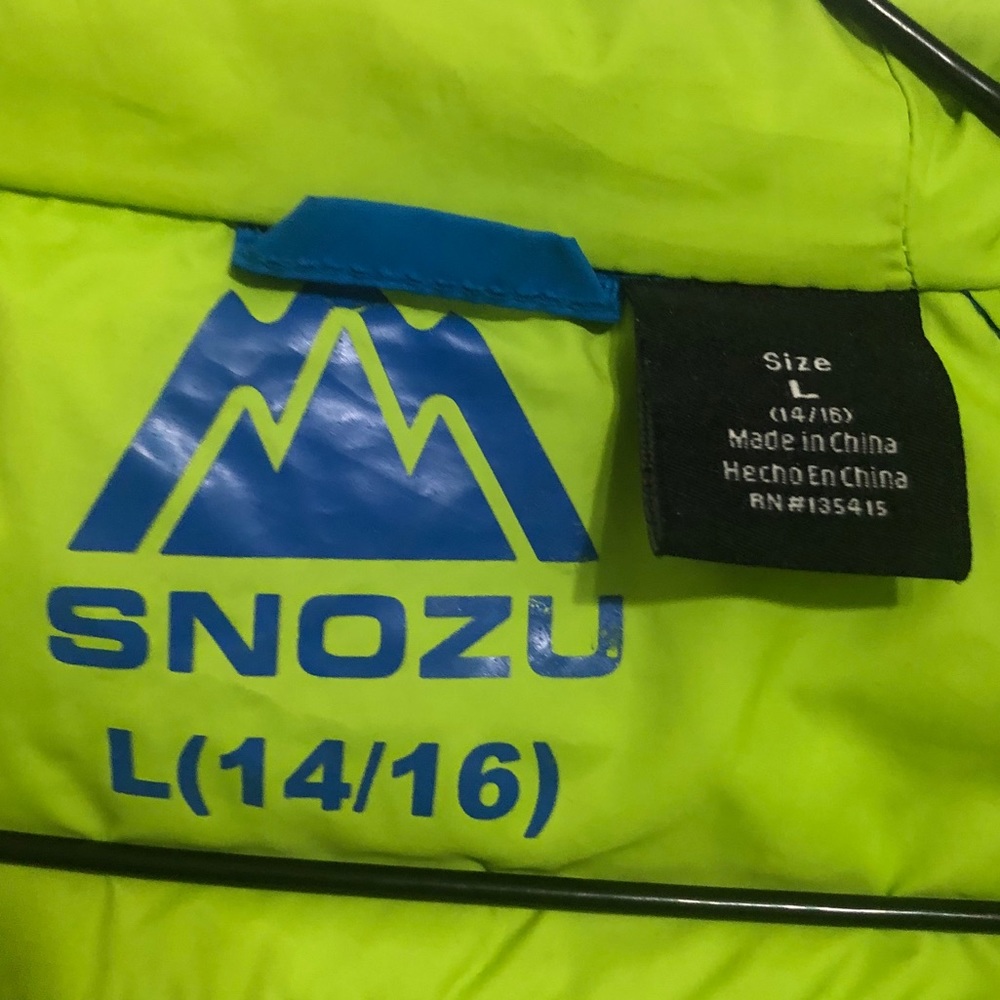 SNOZU
L(14/16)
Size
L
(14/16)
Made in China
Hecho En China
RN#135415